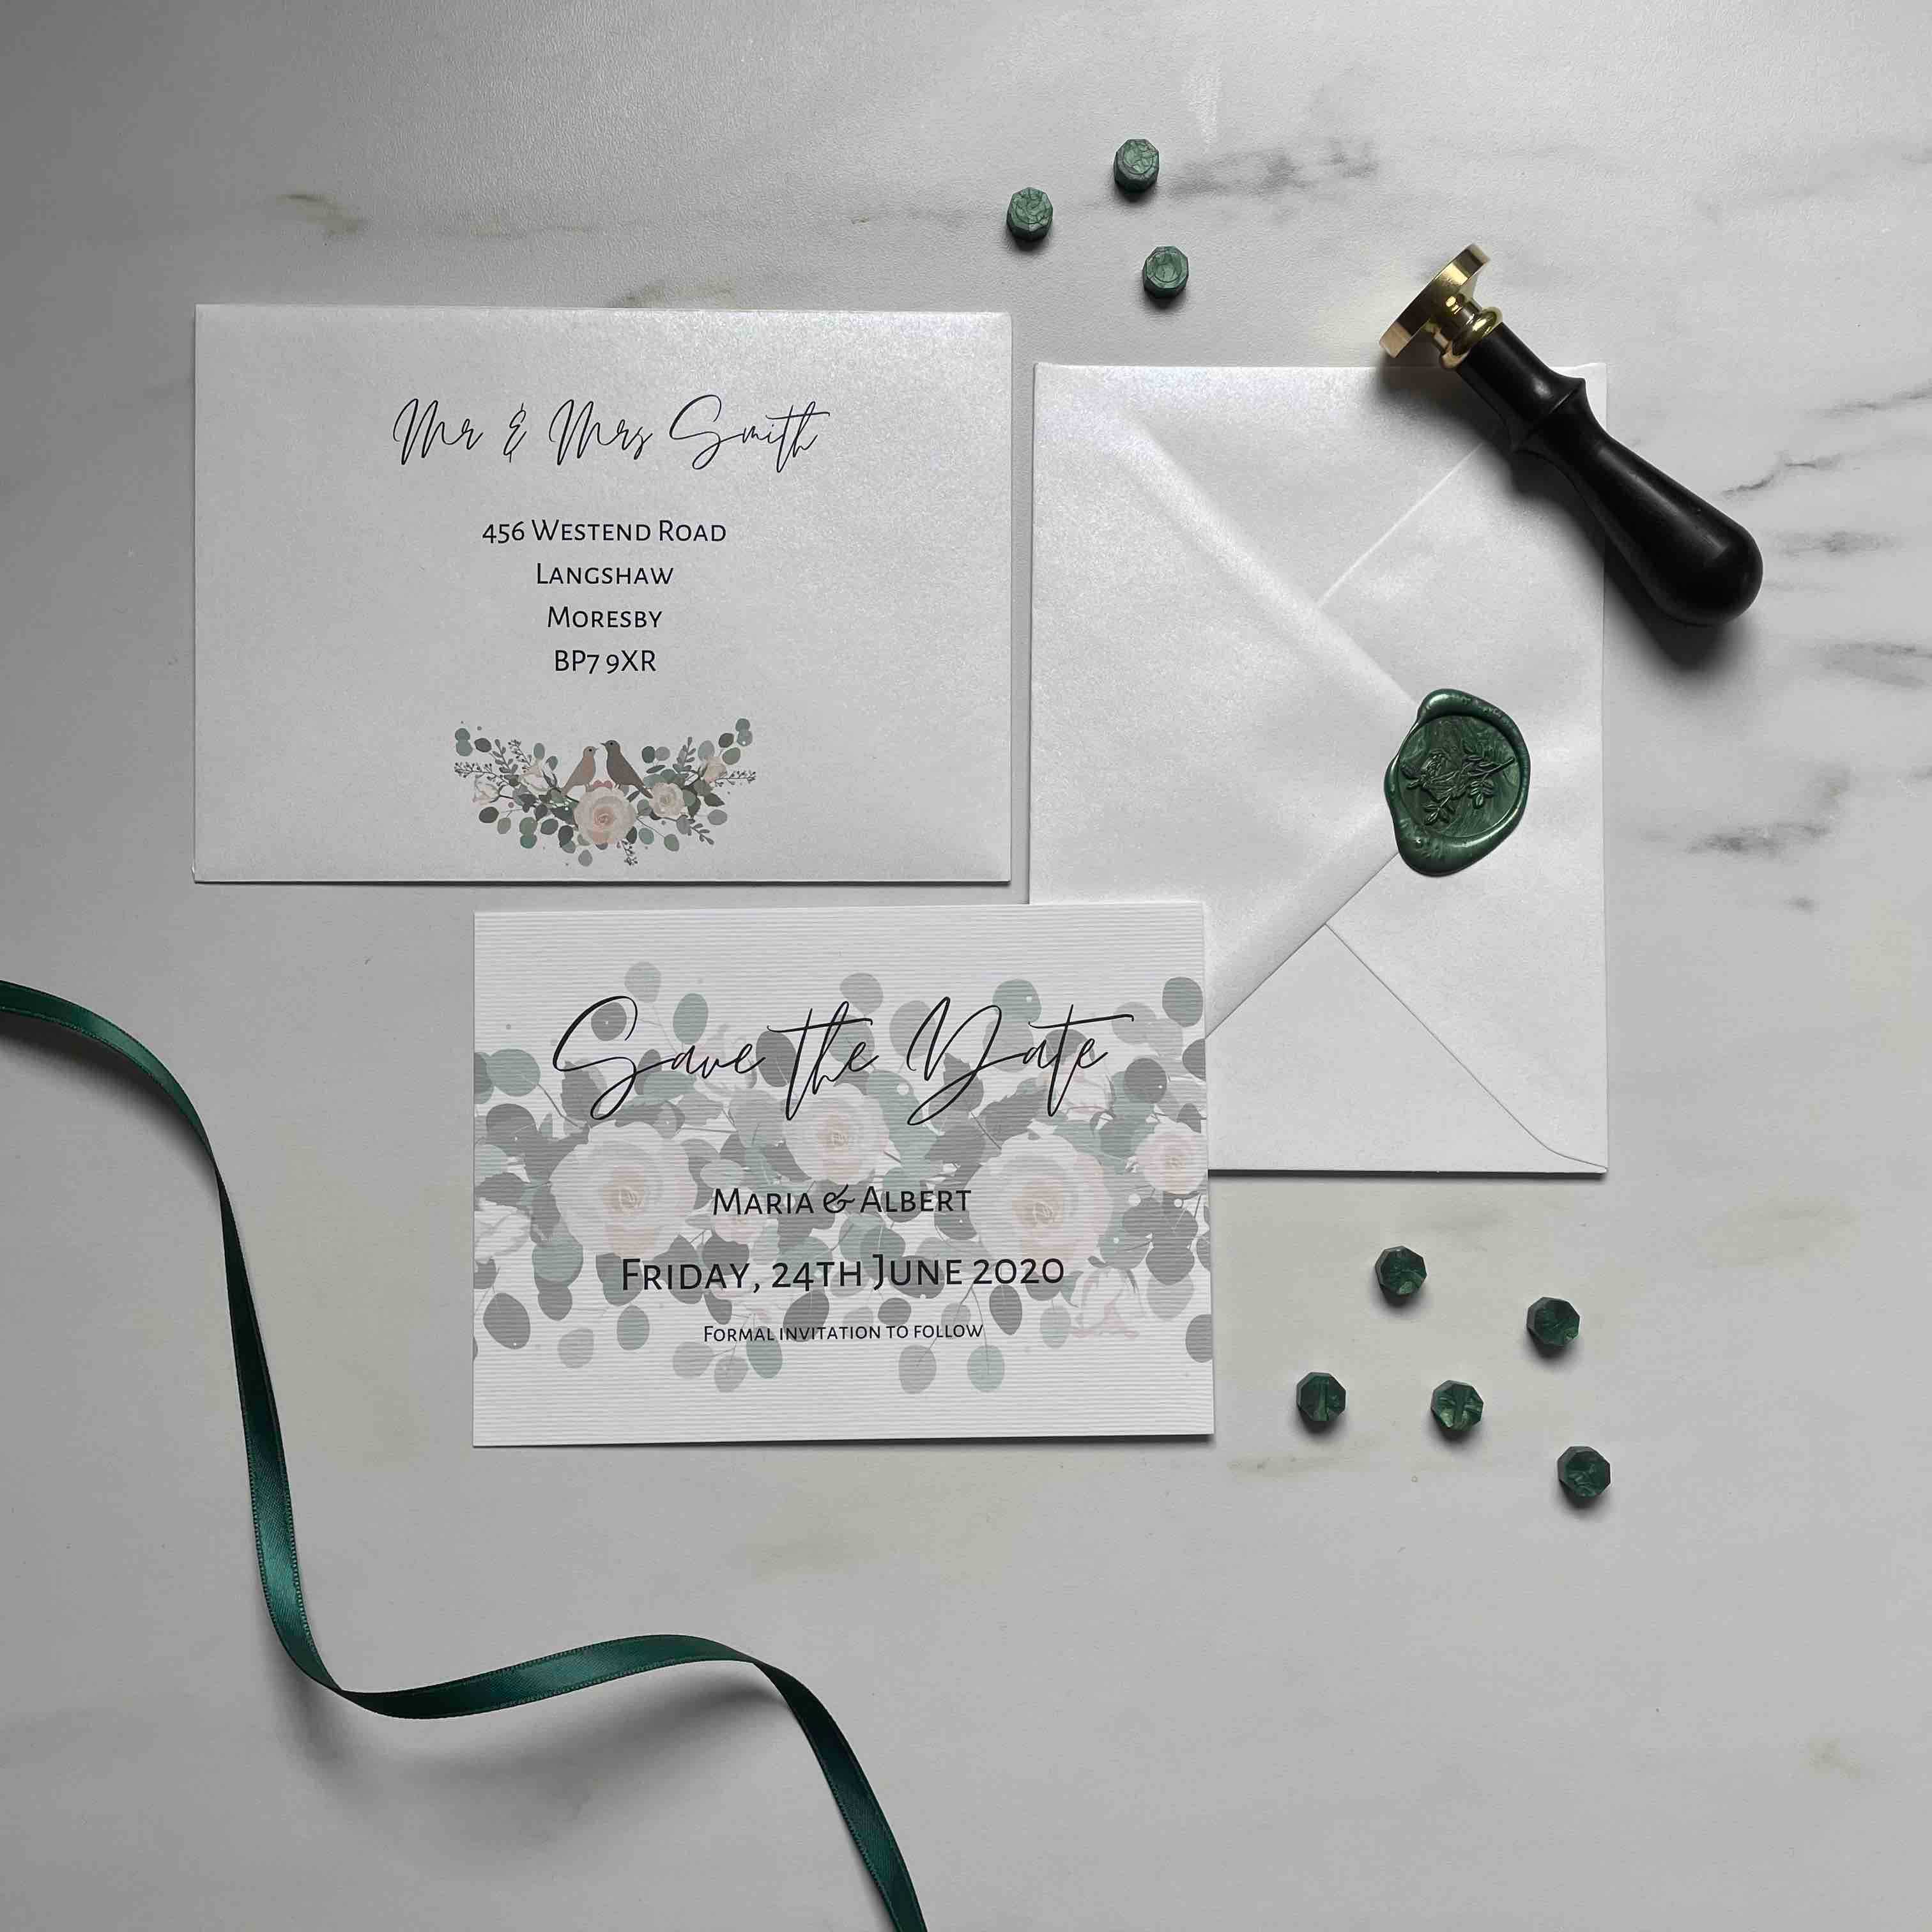 Mr & Mrs Smith
456 Westend Road
Langshaw
Moresby
BP7 9XR
Save the Date
Maria & Albert
Friday, 24th June 2020
Formal invitation to follow